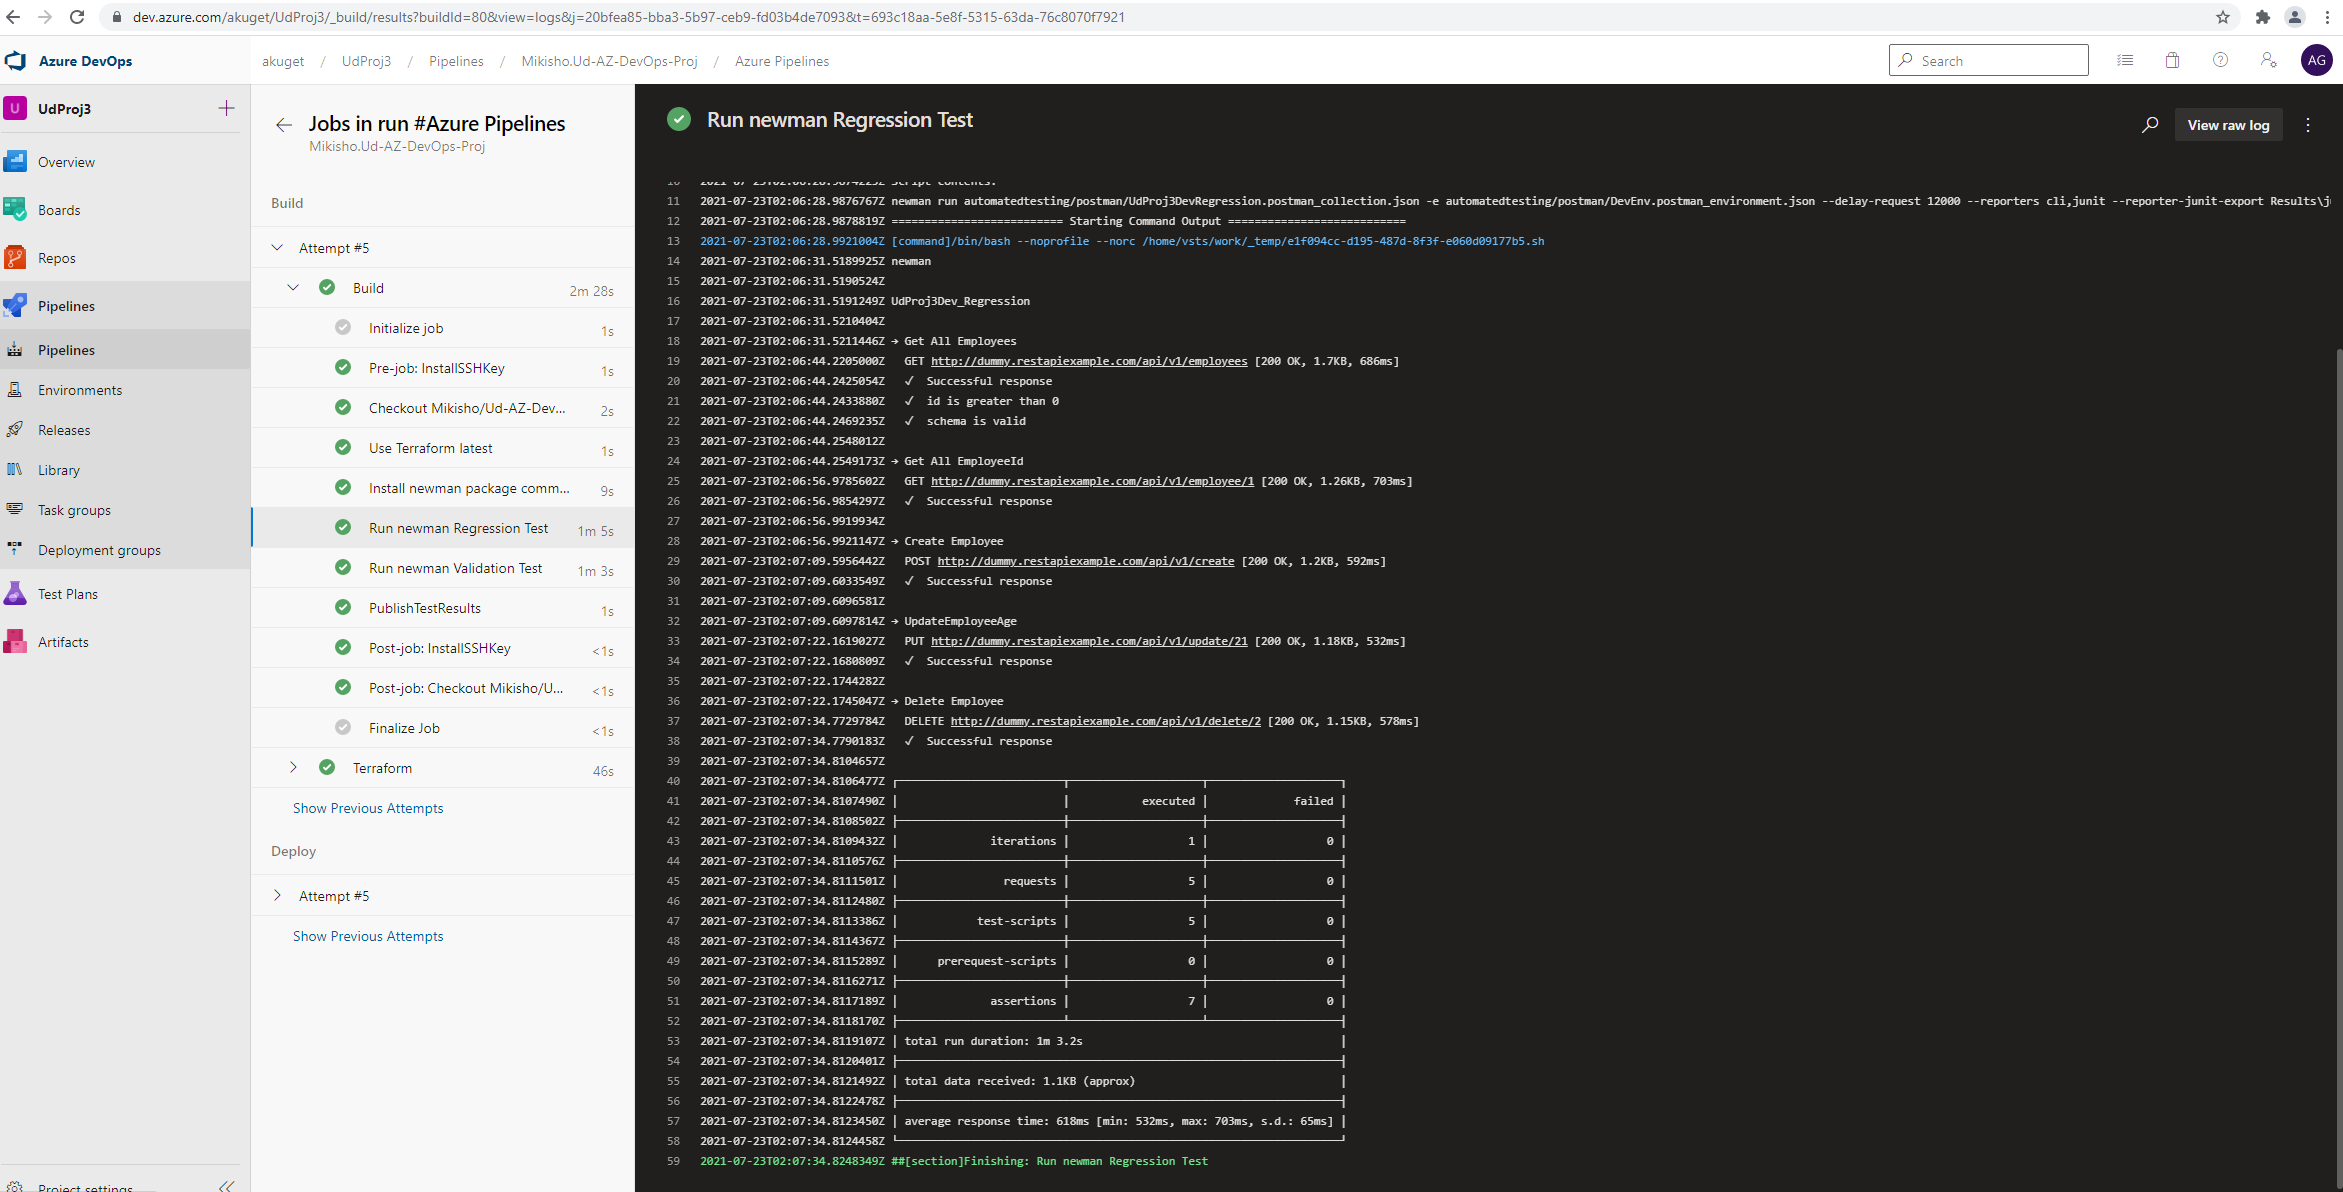 dev.azure.com/akuget/UdProj3/_build/results?buildId=80&view=logs&j=20bfea85-bba3-5b97-ceb9-fd03b4de7093&t=693c18aa-5e8f-5315-63da-76c8070f7921
Azure DevOps
akuget / UdProj3 / Pipelines / Mikisho.Ud-AZ-DevOps-Proj / Azure Pipelines
Search
AG
U UdProj3
Overview
Boards
Repos
Pipelines
Pipelines
Environments
Releases
Library
Task groups
Deployment groups
Test Plans
Artifacts
Project settings
Jobs in run #Azure Pipelines
Mikisho.Ud-AZ-DevOps-Proj
Build
Attempt #5
Build 2m 28s
Initialize job 1s
Pre-job: InstallSSHKey 1s
Checkout Mikisho/Ud-AZ-Dev... 2s
Use Terraform latest 1s
Install newman package comm... 9s
Run newman Regression Test 1m 5s
Run newman Validation Test 1m 3s
PublishTestResults 1s
Post-job: InstallSSHKey <1s
Post-job: Checkout Mikisho/U... <1s
Finalize Job <1s
Terraform 46s
Show Previous Attempts
Deploy
Attempt #5
Show Previous Attempts
Run newman Regression Test
View raw log
10 2021-07-23T02:06:28.9874223Z Script contents:
11 2021-07-23T02:06:28.9876767Z newman run automatedtesting/postman/UdProj3DevRegression.postman_collection.json -e automatedtesting/postman/DevEnv.postman_environment.json --delay-request 12000 --reporters cli,junit --reporter-junit-export Results\j
12 2021-07-23T02:06:28.9878819Z ========================== Starting Command Output ===========================
13 2021-07-23T02:06:28.9921004Z [command]/bin/bash --noprofile --norc /home/vsts/work/_temp/e1f094cc-d195-487d-8f3f-e060d09177b5.sh
14 2021-07-23T02:06:31.5189925Z newman
15 2021-07-23T02:06:31.5190524Z
16 2021-07-23T02:06:31.5191249Z UdProj3Dev_Regression
17 2021-07-23T02:06:31.5210404Z
18 2021-07-23T02:06:31.5211446Z → Get All Employees
19 2021-07-23T02:06:44.2205000Z GET http://dummy.restapiexample.com/api/v1/employees [200 OK, 1.7KB, 686ms]
20 2021-07-23T02:06:44.2425054Z ✓ Successful response
21 2021-07-23T02:06:44.2433880Z ✓ id is greater than 0
22 2021-07-23T02:06:44.2469235Z ✓ schema is valid
23 2021-07-23T02:06:44.2548012Z
24 2021-07-23T02:06:44.2549173Z → Get All EmployeeId
25 2021-07-23T02:06:56.9785602Z GET http://dummy.restapiexample.com/api/v1/employee/1 [200 OK, 1.26KB, 703ms]
26 2021-07-23T02:06:56.9854297Z ✓ Successful response
27 2021-07-23T02:06:56.9919934Z
28 2021-07-23T02:06:56.9921147Z → Create Employee
29 2021-07-23T02:07:09.5956442Z POST http://dummy.restapiexample.com/api/v1/create [200 OK, 1.2KB, 592ms]
30 2021-07-23T02:07:09.6033549Z ✓ Successful response
31 2021-07-23T02:07:09.6096581Z
32 2021-07-23T02:07:09.6097814Z → UpdateEmployeeAge
33 2021-07-23T02:07:22.1619027Z PUT http://dummy.restapiexample.com/api/v1/update/21 [200 OK, 1.18KB, 532ms]
34 2021-07-23T02:07:22.1680809Z ✓ Successful response
35 2021-07-23T02:07:22.1744282Z
36 2021-07-23T02:07:22.1745047Z → Delete Employee
37 2021-07-23T02:07:34.7729784Z DELETE http://dummy.restapiexample.com/api/v1/delete/2 [200 OK, 1.15KB, 578ms]
38 2021-07-23T02:07:34.7790183Z ✓ Successful response
39 2021-07-23T02:07:34.8104657Z
40 2021-07-23T02:07:34.8106477Z
41 2021-07-23T02:07:34.8107490Z │ │ executed │ failed │
42 2021-07-23T02:07:34.8108502Z
43 2021-07-23T02:07:34.8109432Z │ iterations │ 1 │ 0 │
44 2021-07-23T02:07:34.8110576Z
45 2021-07-23T02:07:34.8111501Z │ requests │ 5 │ 0 │
46 2021-07-23T02:07:34.8112480Z
47 2021-07-23T02:07:34.8113386Z │ test-scripts │ 5 │ 0 │
48 2021-07-23T02:07:34.8114367Z
49 2021-07-23T02:07:34.8115289Z │ prerequest-scripts │ 0 │ 0 │
50 2021-07-23T02:07:34.8116271Z
51 2021-07-23T02:07:34.8117189Z │ assertions │ 7 │ 0 │
52 2021-07-23T02:07:34.8118170Z
53 2021-07-23T02:07:34.8119107Z │ total run duration: 1m 3.2s │
54 2021-07-23T02:07:34.8120401Z
55 2021-07-23T02:07:34.8121492Z │ total data received: 1.1KB (approx) │
56 2021-07-23T02:07:34.8122478Z
57 2021-07-23T02:07:34.8123450Z │ average response time: 618ms [min: 532ms, max: 703ms, s.d.: 65ms] │
58 2021-07-23T02:07:34.8124458Z
59 2021-07-23T02:07:34.8248349Z ##[section]Finishing: Run newman Regression Test